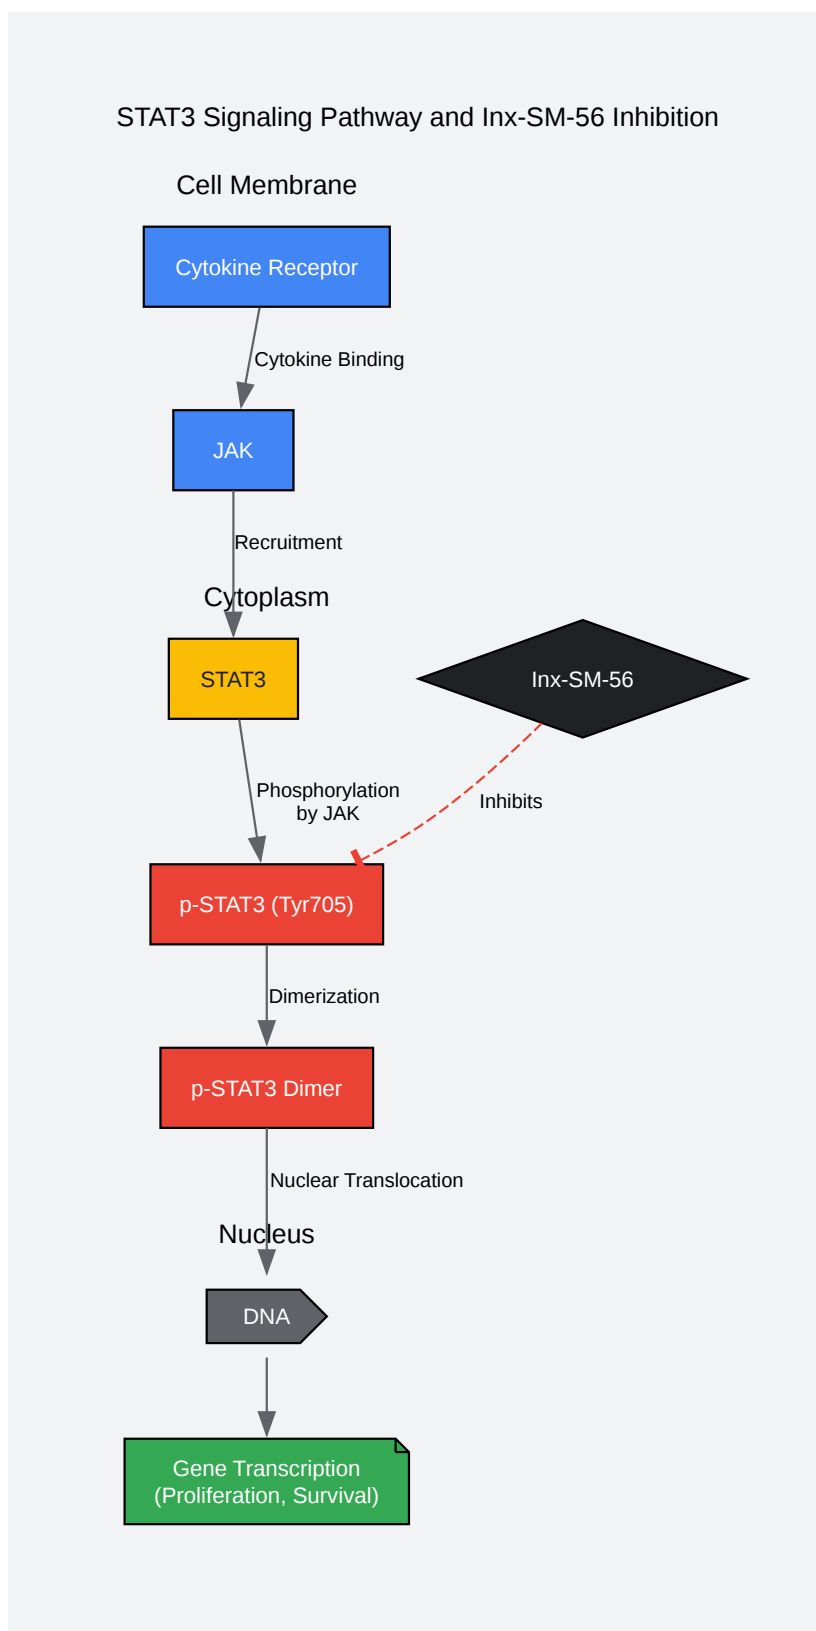 STAT3 Signaling Pathway and Inx-SM-56 Inhibition
Cell Membrane
Cytokine Receptor
Cytokine Binding
JAK
Recruitment
Cytoplasm
STAT3
Inx-SM-56
Phosphorylation
by JAK
Inhibits
p-STAT3 (Tyr705)
Dimerization
p-STAT3 Dimer
Nuclear Translocation
Nucleus
DNA
Gene Transcription
(Proliferation, Survival)